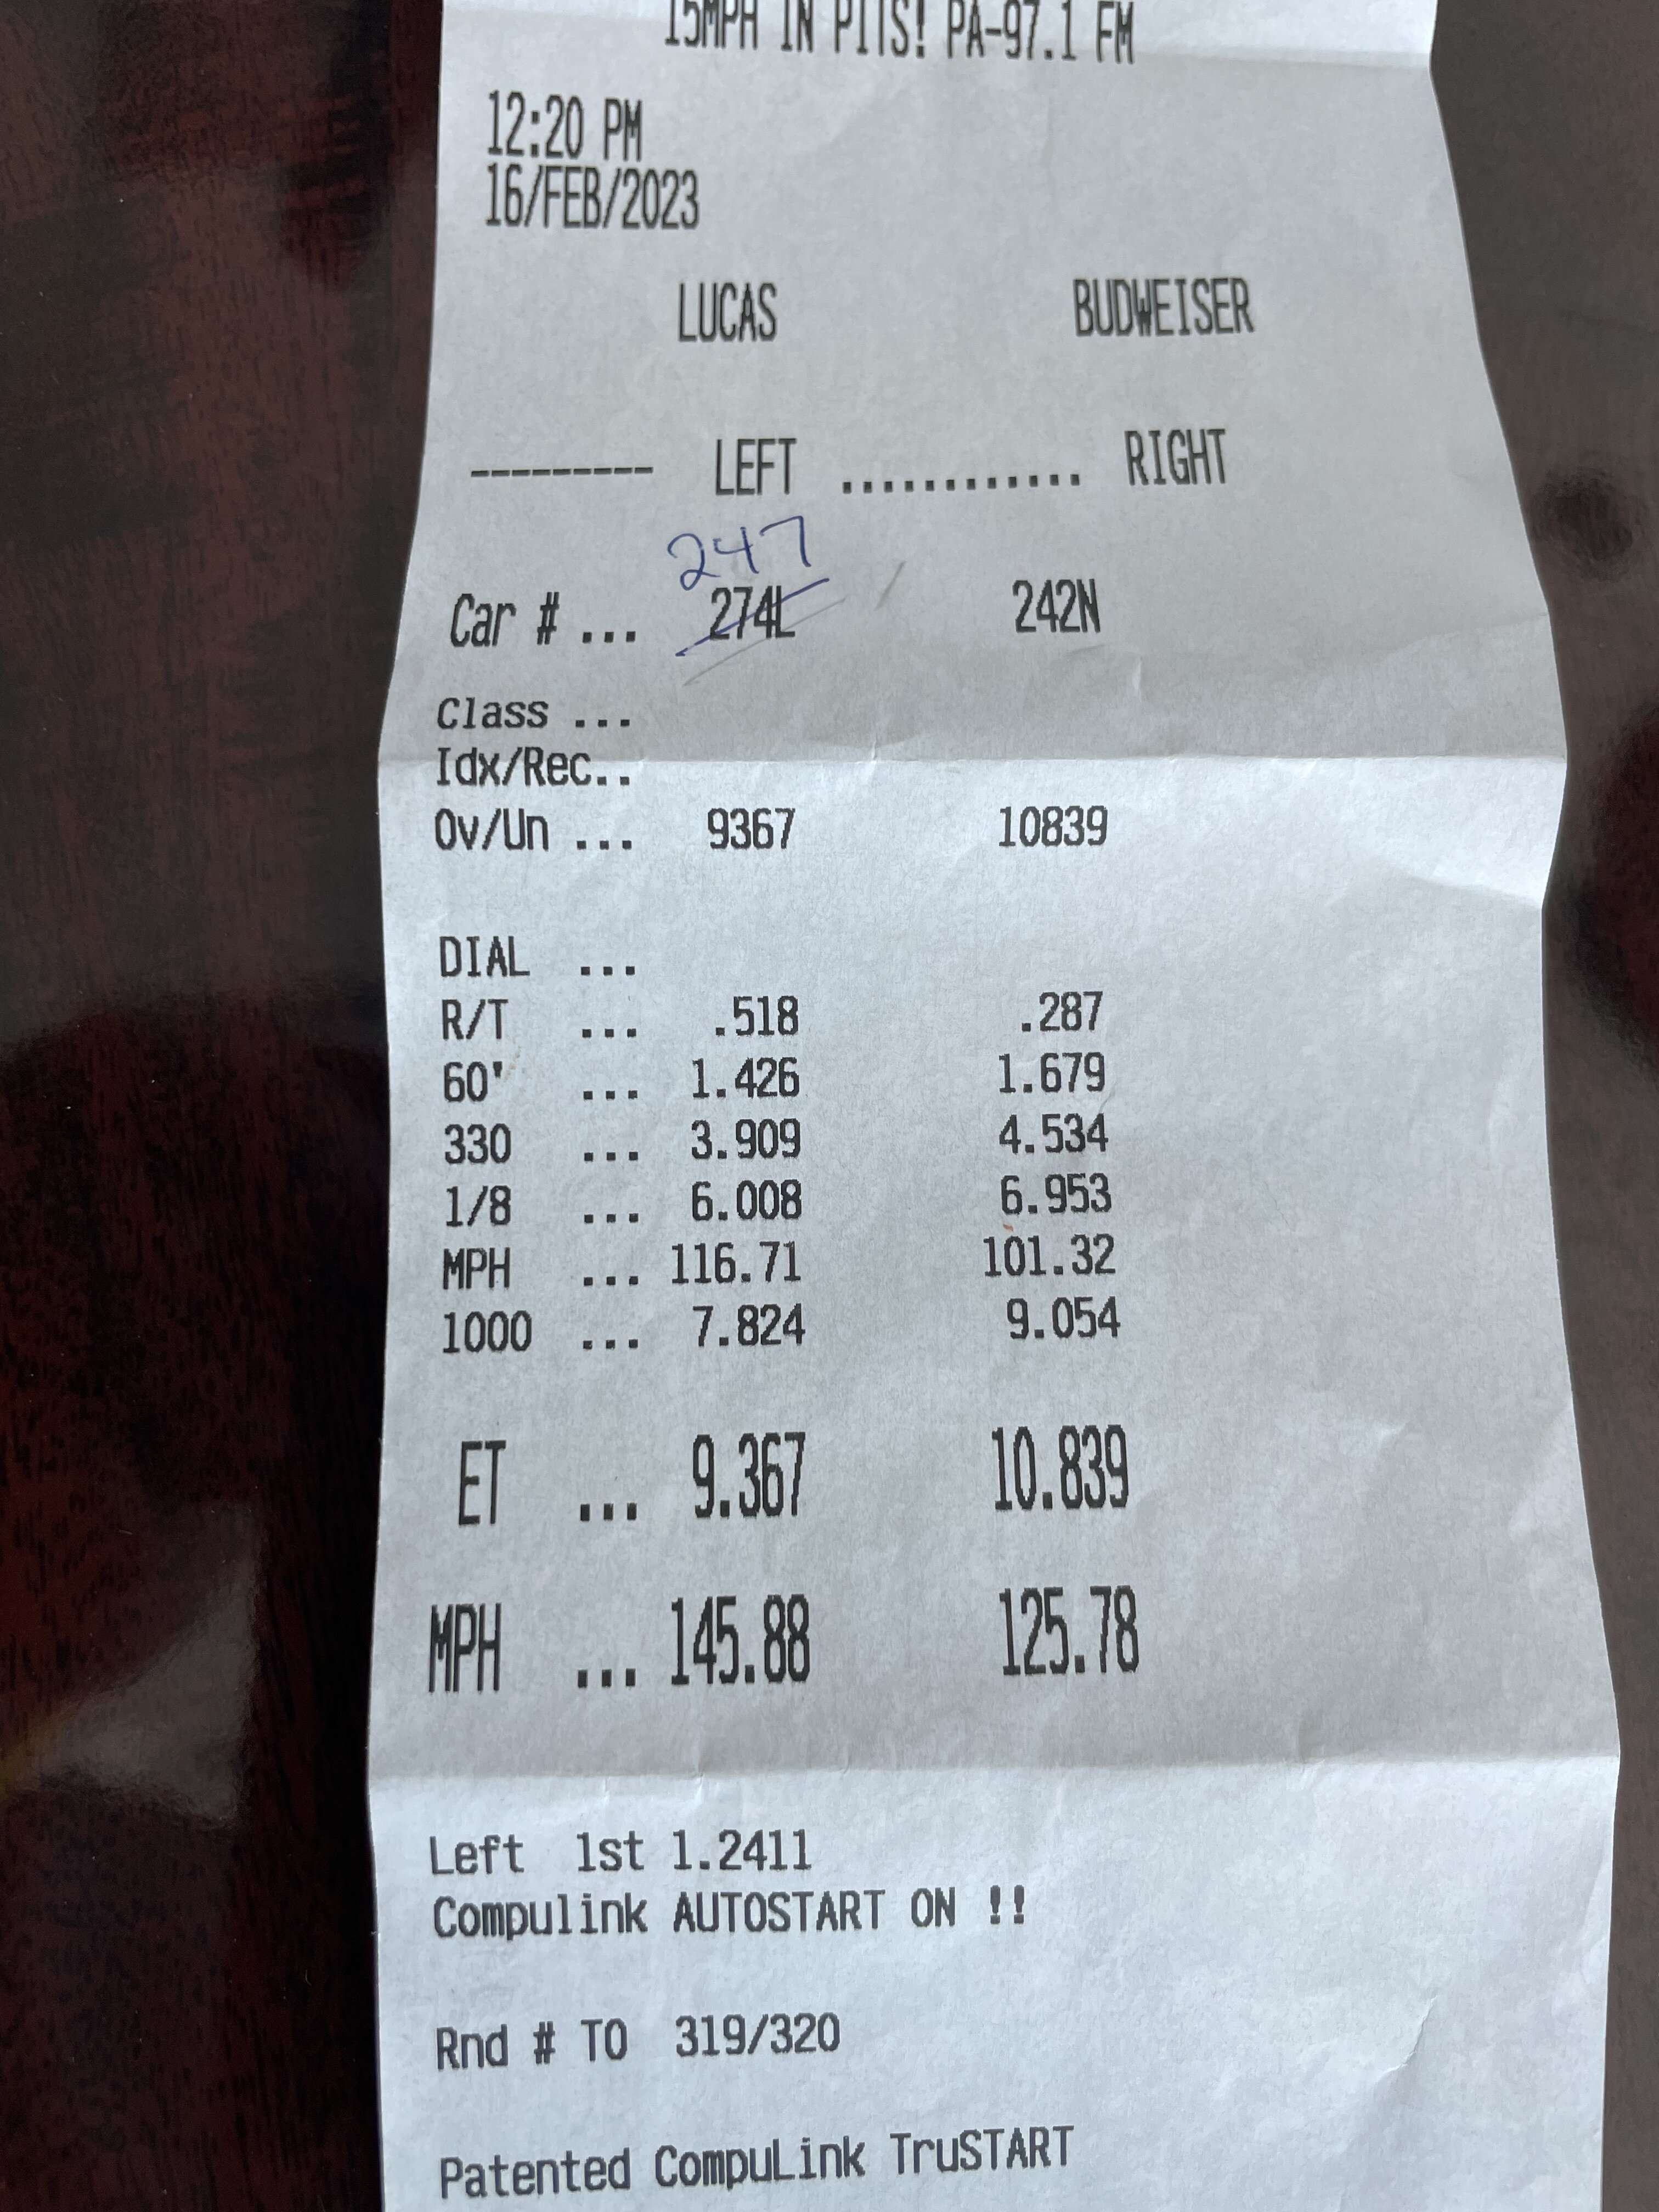 15MPH IN PITS! PA-97.1 FM
12:20 PM
16/FEB/2023
LUCAS BUDWEISER
--------- LEFT ............ RIGHT
247
Car # ... 274L 242N
Class ...
Idx/Rec..
Ov/Un ... 9367 10839
DIAL ...
R/T ... .518 .287
60' ... 1.426 1.679
330 ... 3.909 4.534
1/8 ... 6.008 6.953
MPH ... 116.71 101.32
1000 ... 7.824 9.054
ET ... 9.367 10.839
MPH ... 145.88 125.78
Left 1st 1.2411
Compulink AUTOSTART ON !!
Rnd # TO 319/320
Patented CompuLink TruSTART